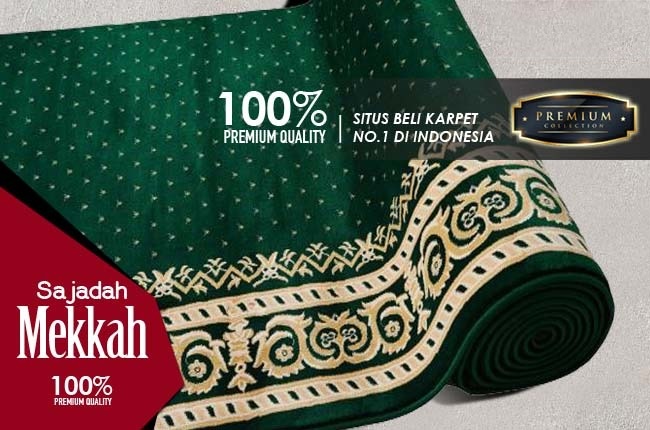 100%
PREMIUM QUALITY
SITUS BELI KARPET
NO.1 DI INDONESIA
PREMIUM
COLLECTION
Sajadah
Mekkah
100%
PREMIUM QUALITY